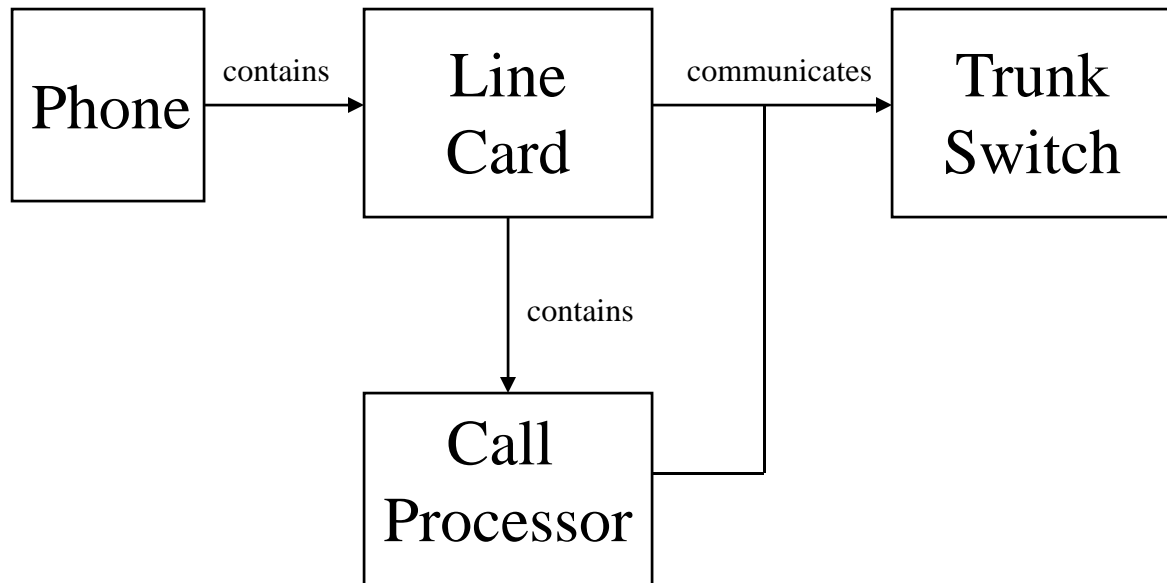 Phone
contains
Line
Card
communicates
Trunk
Switch
contains
Call
Processor